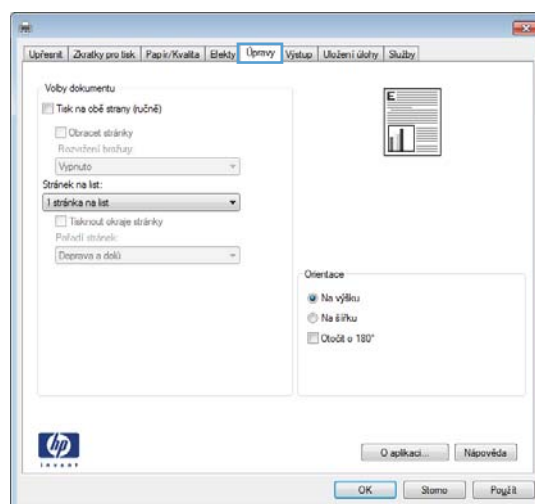 Upřesnit Zkratky pro tisk Papír/Kvalita Efekty Úpravy Výstup Uložení úlohy Služby
Volby dokumentu
Tisk na obě strany (ručně)
Obracet stránky
Rozvržení brožury:
Vypnuto
Stránek na list:
1 stránka na list
Tisknout okraje stránky
Pořadí stránek:
Doprava a dolů
E
Orientace
Na výšku
Na šířku
Otočit o 180°
hp
invent
O aplikaci... Nápověda
OK Storno Použít